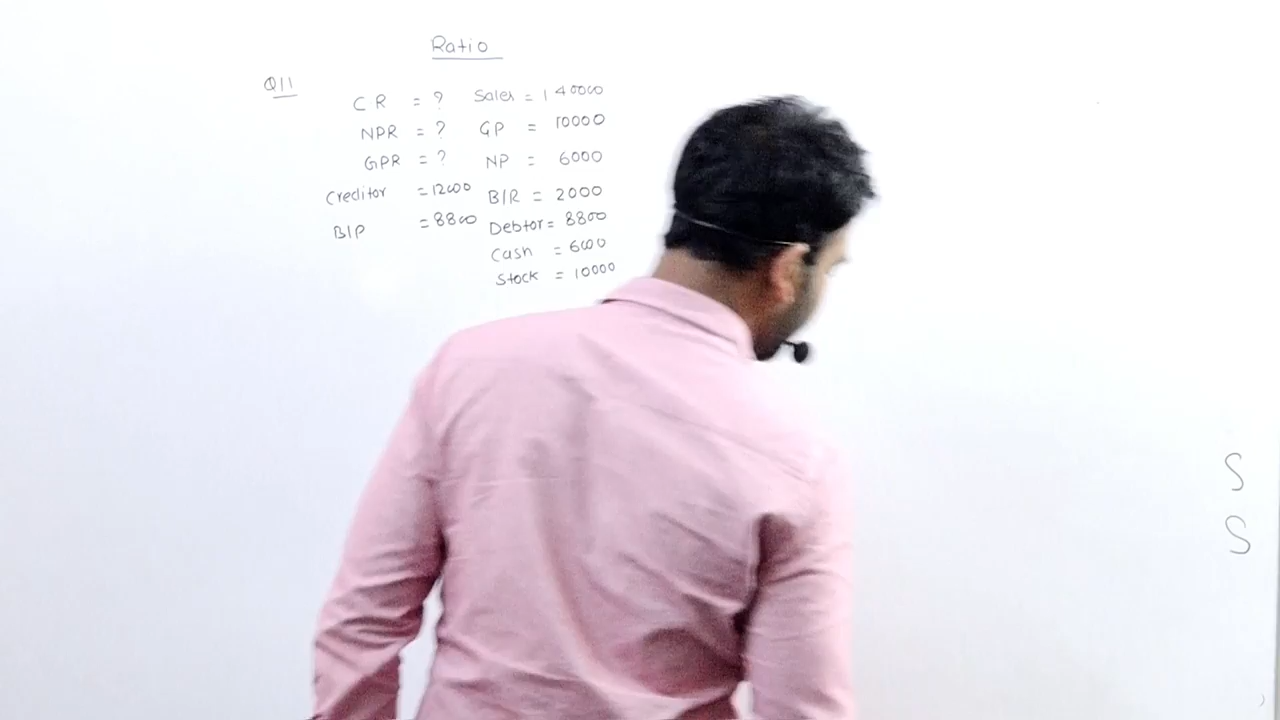 Ratio
Q11
CR = ? Sales = 140000
NPR = ? GP = 10000
GPR = ? NP = 6000
Creditor = 12000 B/R = 2000
B/P = 8800 Debtor = 8800
Cash = 6000
Stock = 10000
S
S